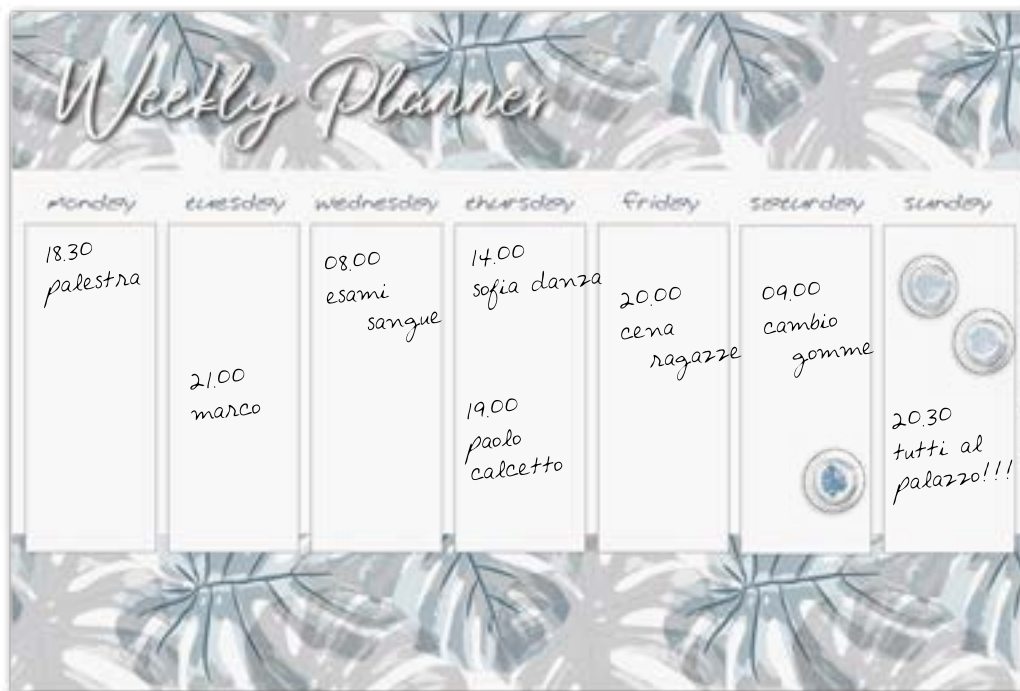 Weekly Planner
monday
tuesday
wednesday
thursday
friday
saturday
sunday
18.30
palestra
21.00
marco
08.00
esami
sangue
14.00
sofia danza
19.00
paolo
calcetto
20.00
cena
ragazze
09.00
cambio
gomme
20.30
tutti al
palazzo!!!